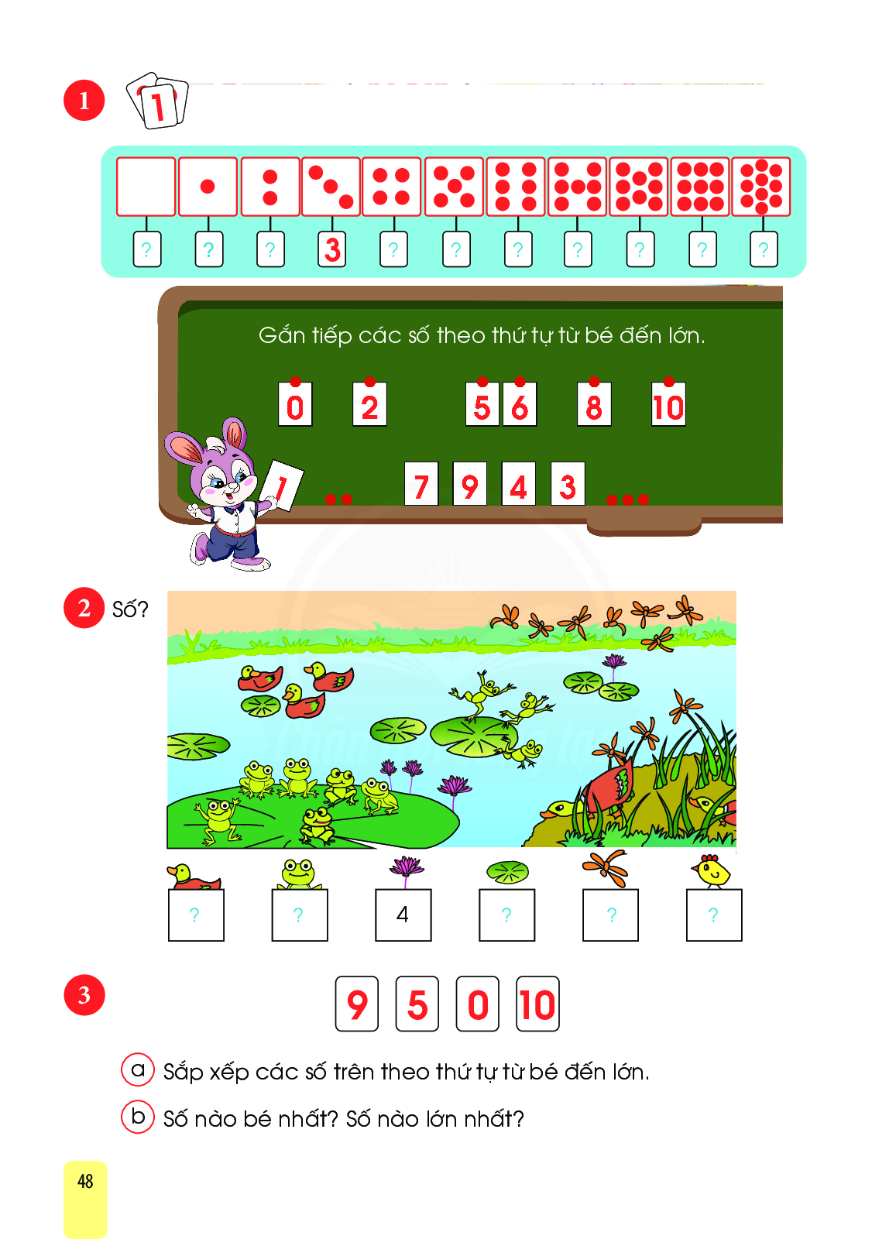 1
1
? ? ? 3 ? ? ? ? ? ? ?
Gắn tiếp các số theo thứ tự từ bé đến lớn.
0 2 5 6 8 10
1 7 9 4 3
2 Số?
? ? 4 ? ? ?
3
9 5 0 10
a Sắp xếp các số trên theo thứ tự từ bé đến lớn.
b Số nào bé nhất? Số nào lớn nhất?
48